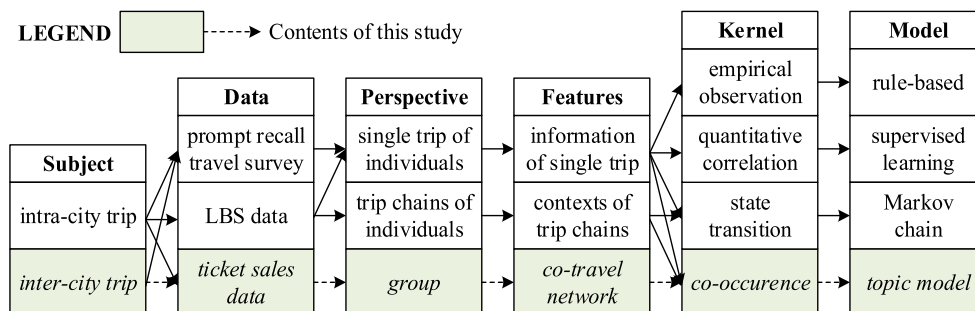 LEGEND
Contents of this study
Subject
intra-city trip
inter-city trip
Data
prompt recall
travel survey
LBS data
ticket sales
data
Perspective
single trip of
individuals
trip chains of
individuals
group
Features
information
of single trip
contexts of
trip chains
co-travel
network
Kernel
empirical
observation
quantitative
correlation
state
transition
co-occurence
Model
rule-based
supervised
learning
Markov
chain
topic model